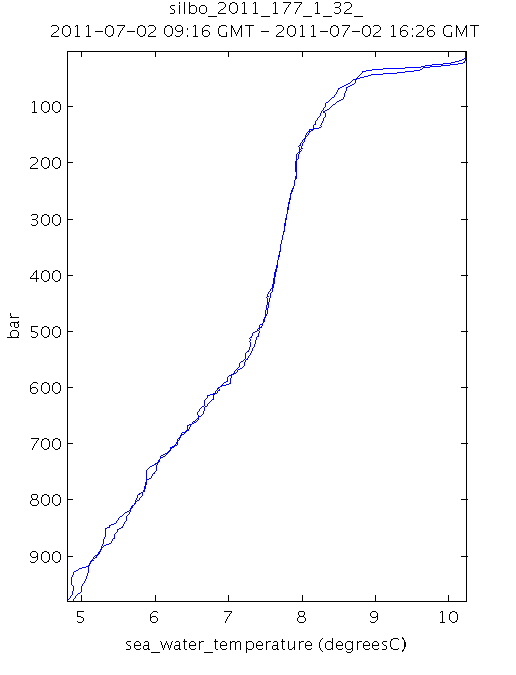 silbo_2011_177_1_32_
2011-07-02 09:16 GMT - 2011-07-02 16:26 GMT
100
200
300
400
500
600
700
800
900
bar
5 6 7 8 9 10
sea_water_temperature (degreesC)